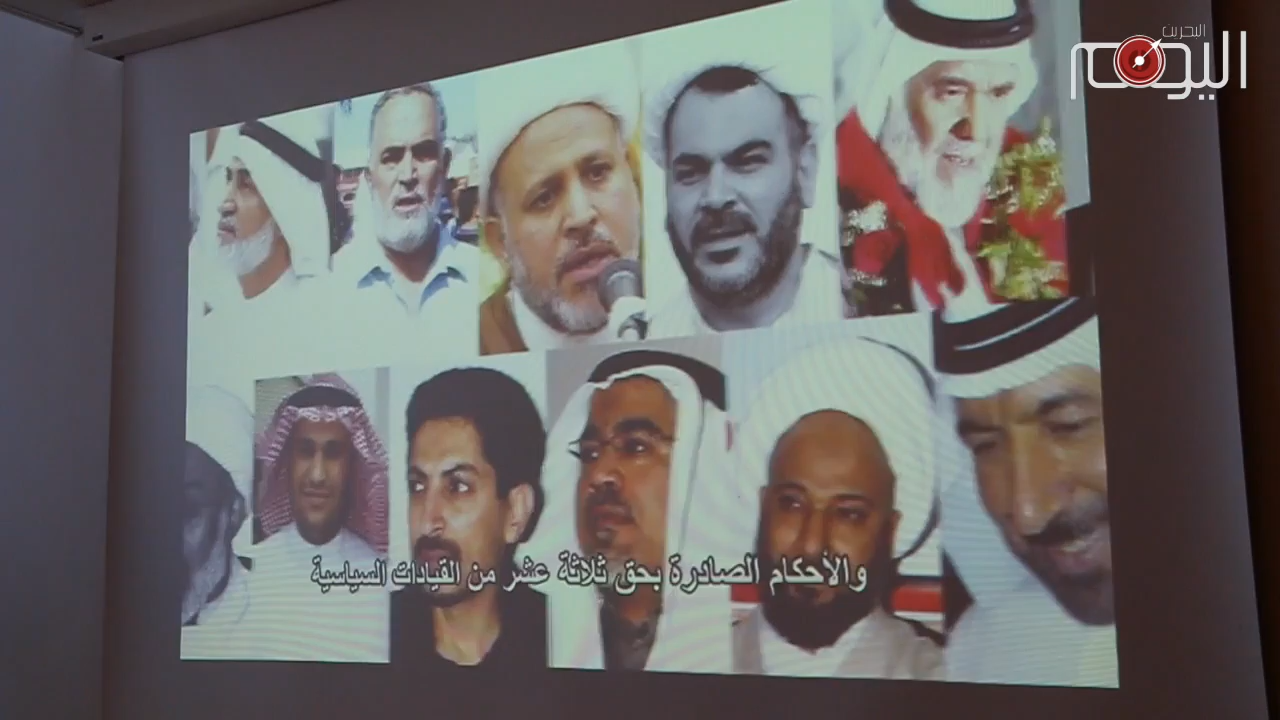 البحرين
اليوم
والأحكام الصادرة بحق ثلاثة عشر من القيادات السياسية